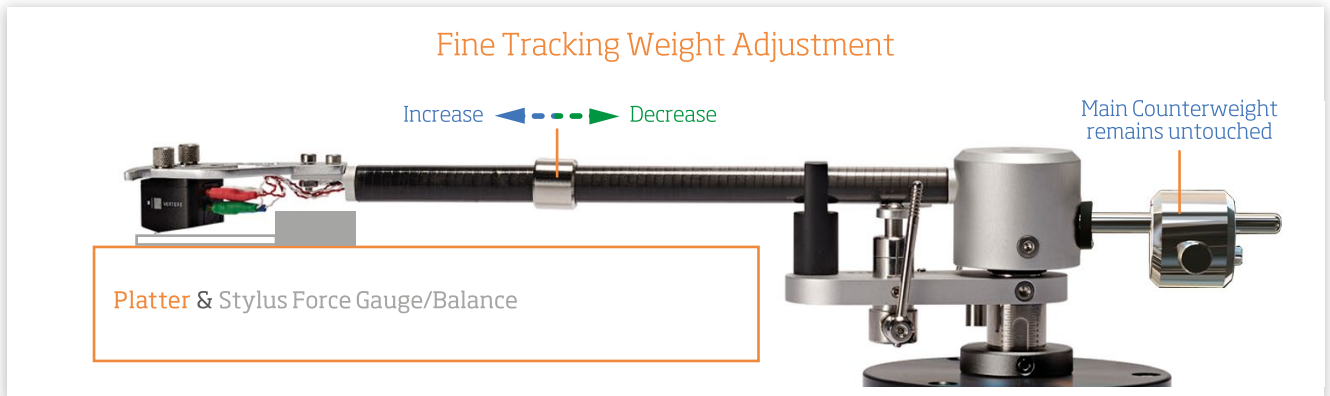 Fine Tracking Weight Adjustment
Increase Decrease
Main Counterweight
remains untouched
VERTERE
Platter & Stylus Force Gauge/Balance